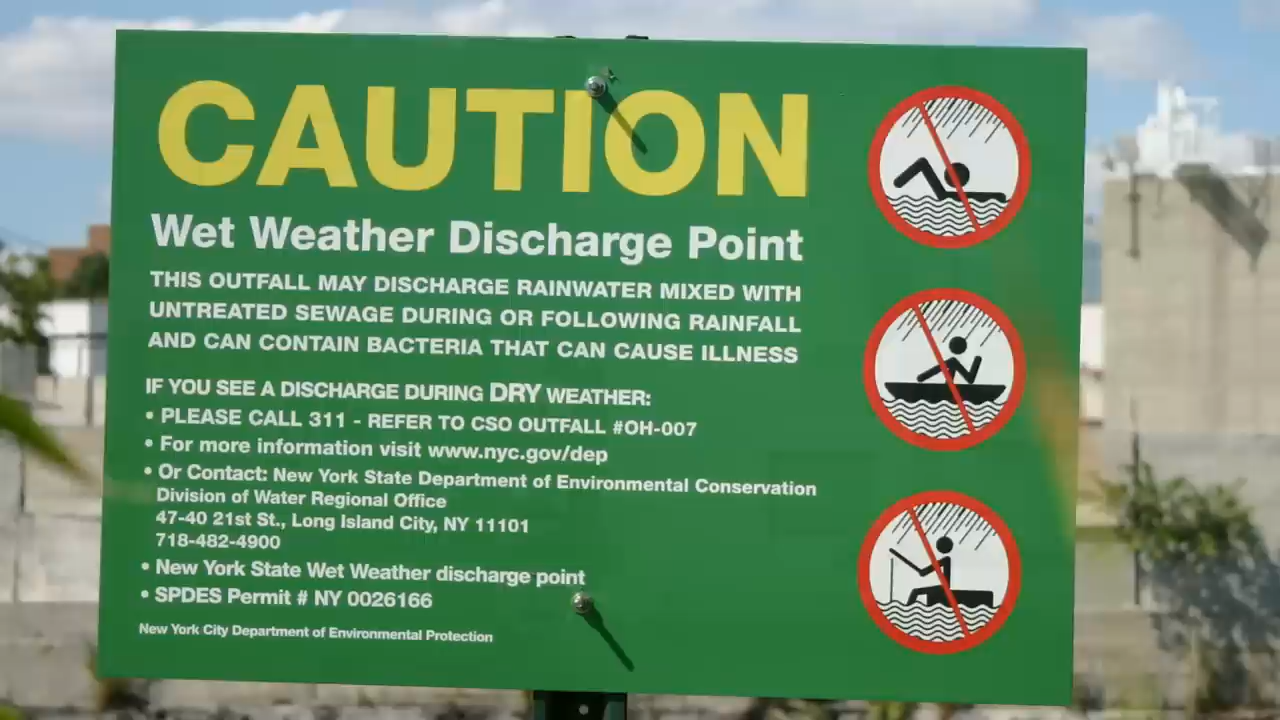 CAUTION
Wet Weather Discharge Point
THIS OUTFALL MAY DISCHARGE RAINWATER MIXED WITH
UNTREATED SEWAGE DURING OR FOLLOWING RAINFALL
AND CAN CONTAIN BACTERIA THAT CAN CAUSE ILLNESS
IF YOU SEE A DISCHARGE DURING DRY WEATHER:
• PLEASE CALL 311 - REFER TO CSO OUTFALL #OH-007
• For more information visit www.nyc.gov/dep
• Or Contact: New York State Department of Environmental Conservation
Division of Water Regional Office
47-40 21st St., Long Island City, NY 11101
718-482-4900
• New York State Wet Weather discharge point
• SPDES Permit # NY 0026166
New York City Department of Environmental Protection